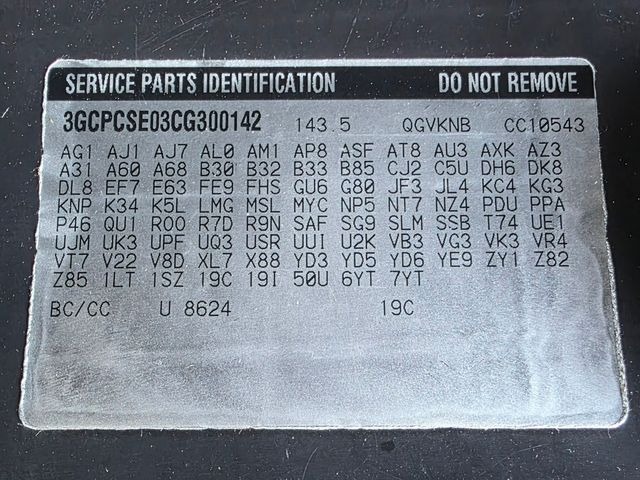 SERVICE PARTS IDENTIFICATION DO NOT REMOVE
3GCPCSE03CG300142 143.5 QGVKNB CC10543
AG1 AJ1 AJ7 AL0 AM1 AP8 ASF AT8 AU3 AXK AZ3
A31 A60 A68 B30 B32 B33 B85 CJ2 C5U DH6 DK8
DL8 EF7 E63 FE9 FHS GU6 G80 JF3 JL4 KC4 KG3
KNP K34 K5L LMG MSL MYC NP5 NT7 NZ4 PDU PPA
P46 QU1 R00 R7D R9N SAF SG9 SLM SSB T74 UE1
UJM UK3 UPF UQ3 USR UUI U2K VB3 VG3 VK3 VR4
VT7 V22 V8D XL7 X88 YD3 YD5 YD6 YE9 ZY1 Z82
Z85 1LT 1SZ 19C 19I 50U 6YT 7YT
BC/CC U 8624 19C